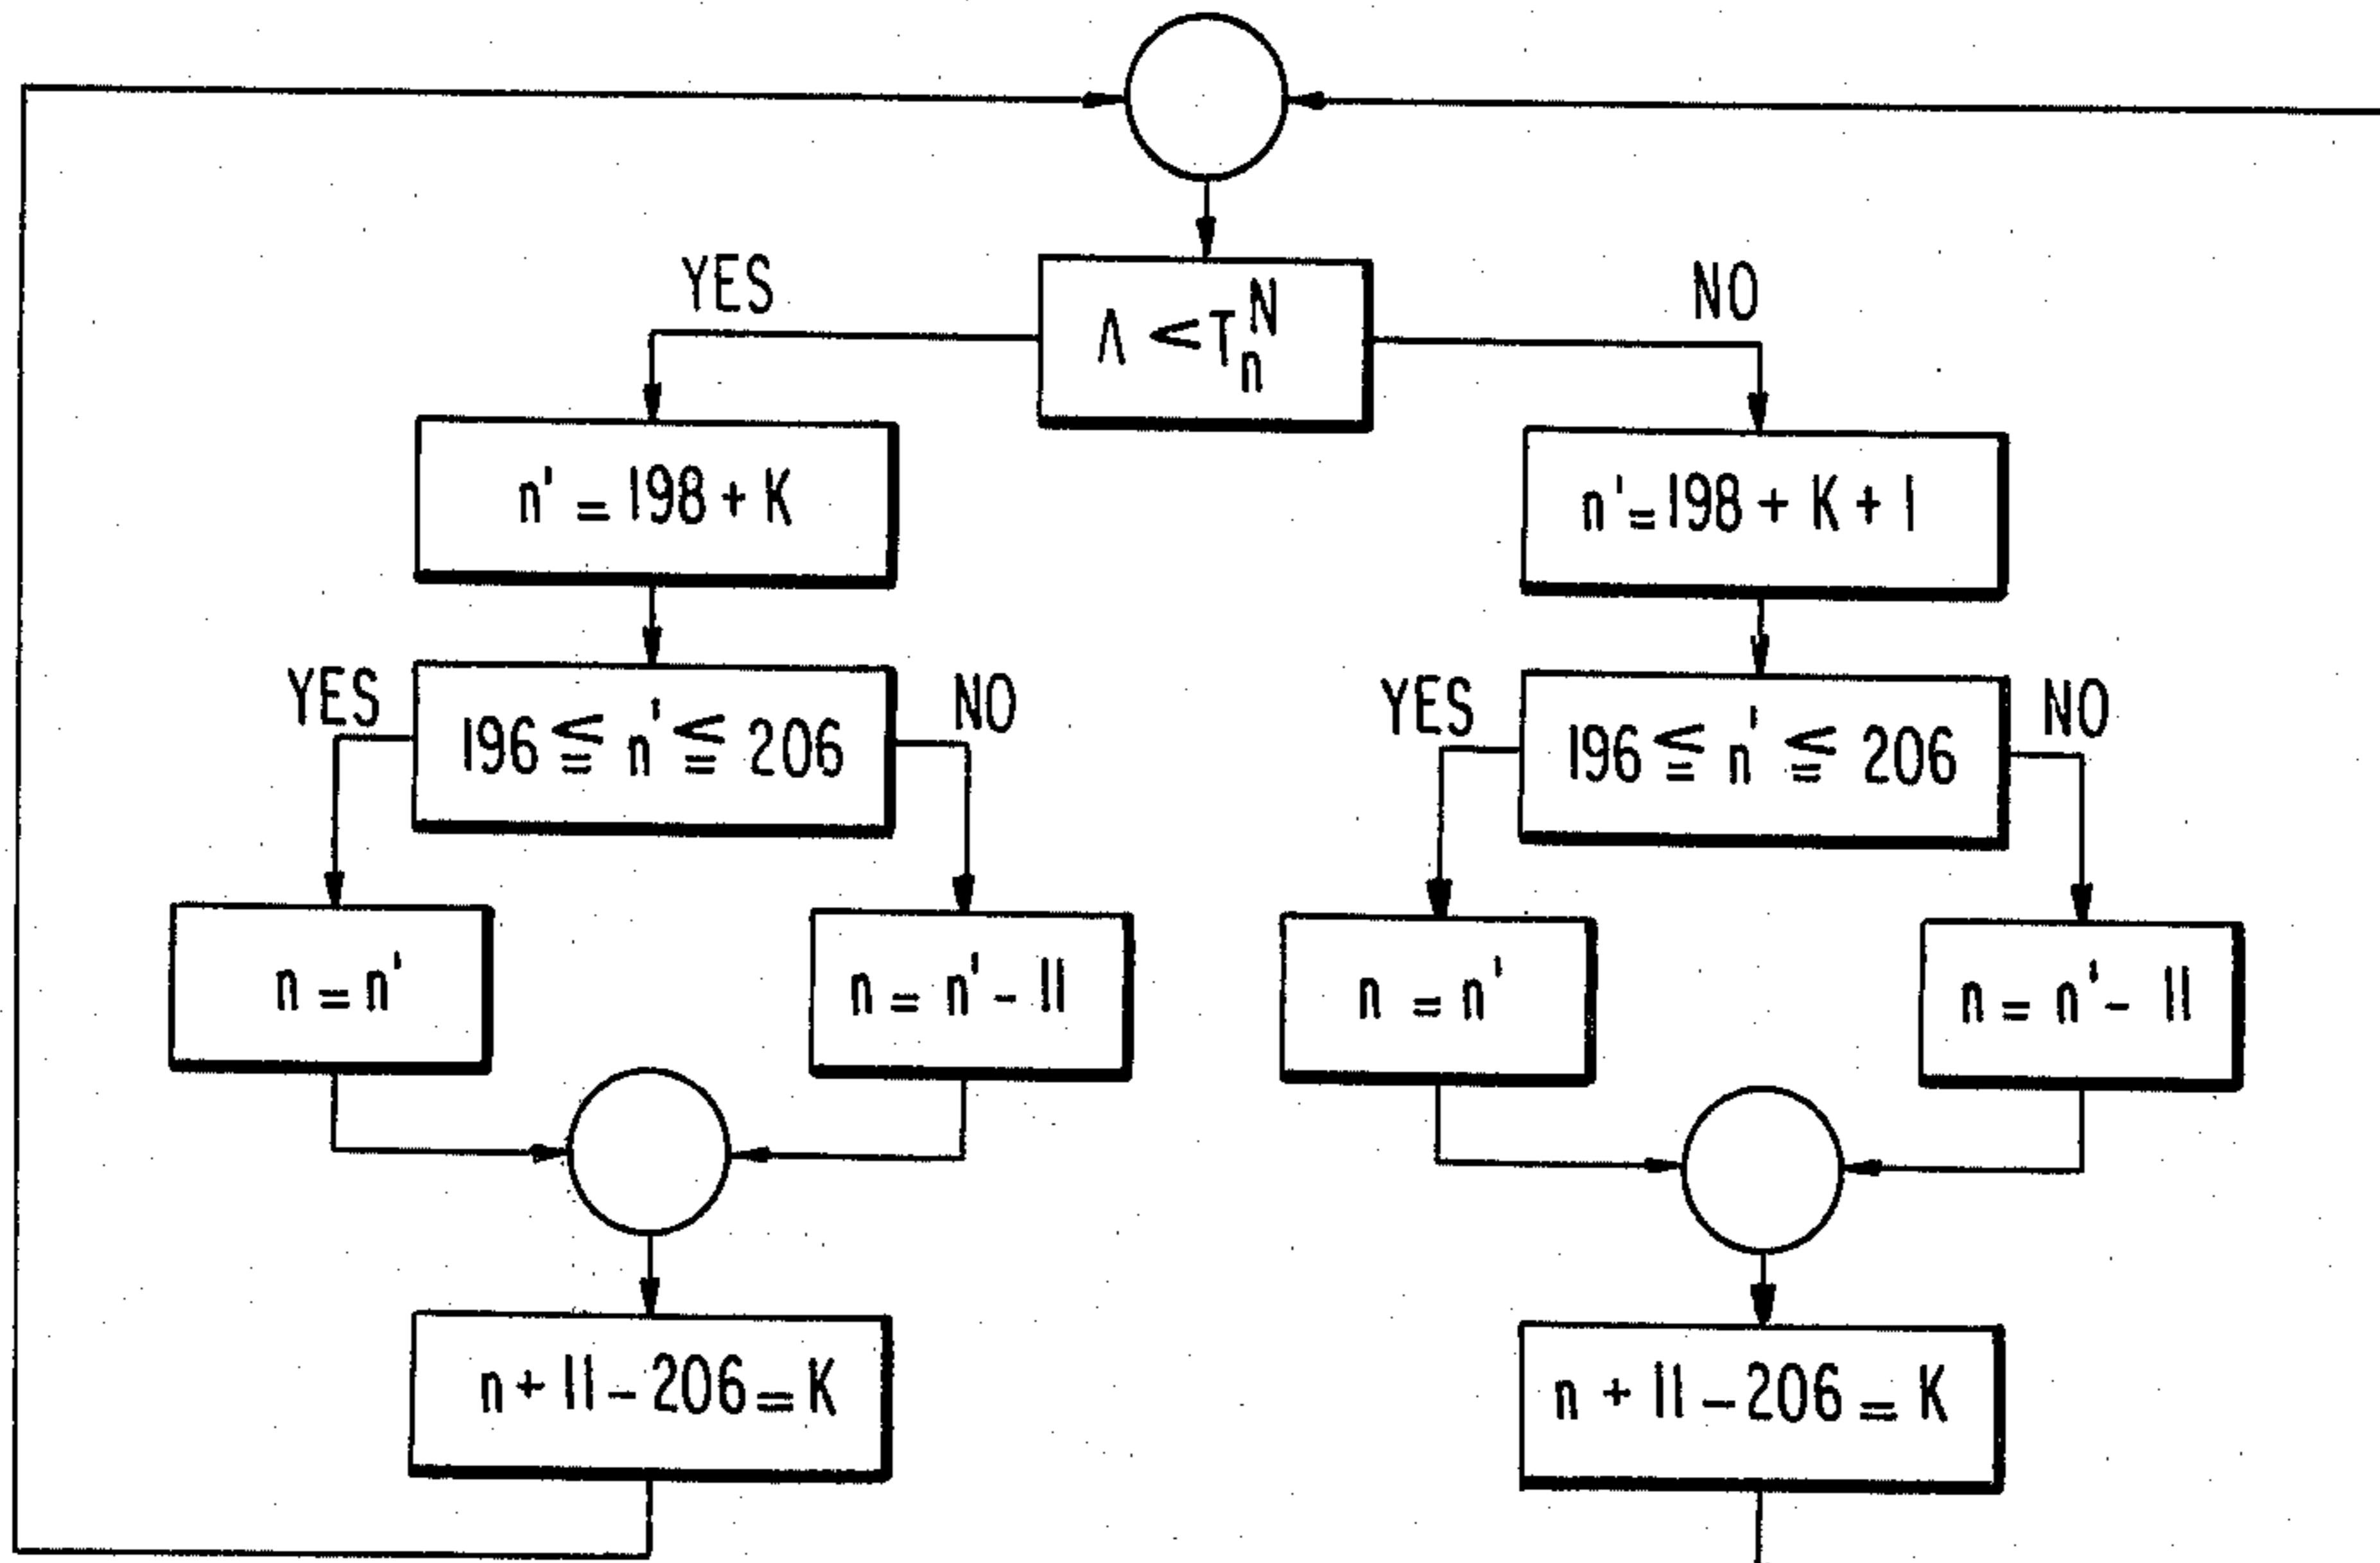 YES
NO
Λ < T_n^N
n' = 198 + K
n' = 198 + K + 1
YES
196 ≦ n' ≦ 206
NO
YES
196 ≦ n' ≦ 206
NO
n = n'
n = n' - 11
n = n'
n = n' - 11
n + 11 - 206 = K
n + 11 - 206 = K